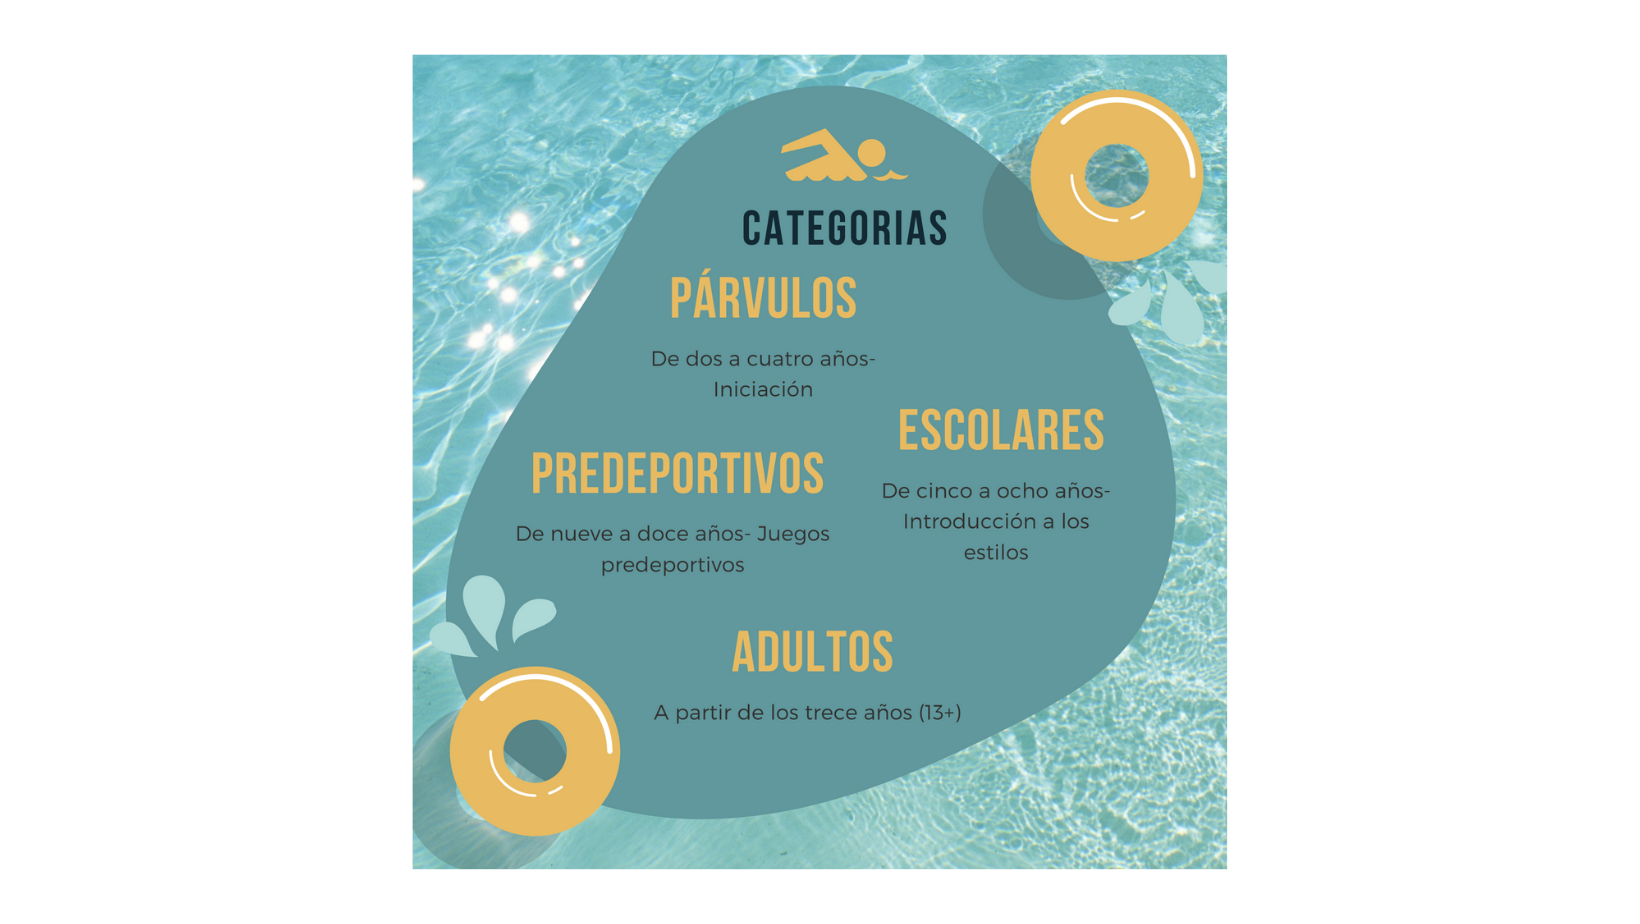 CATEGORIAS
PÁRVULOS
De dos a cuatro años-
Iniciación
ESCOLARES
De cinco a ocho años-
Introducción a los
estilos
PREDEPORTIVOS
De nueve a doce años- Juegos
predeportivos
ADULTOS
A partir de los trece años (13+)